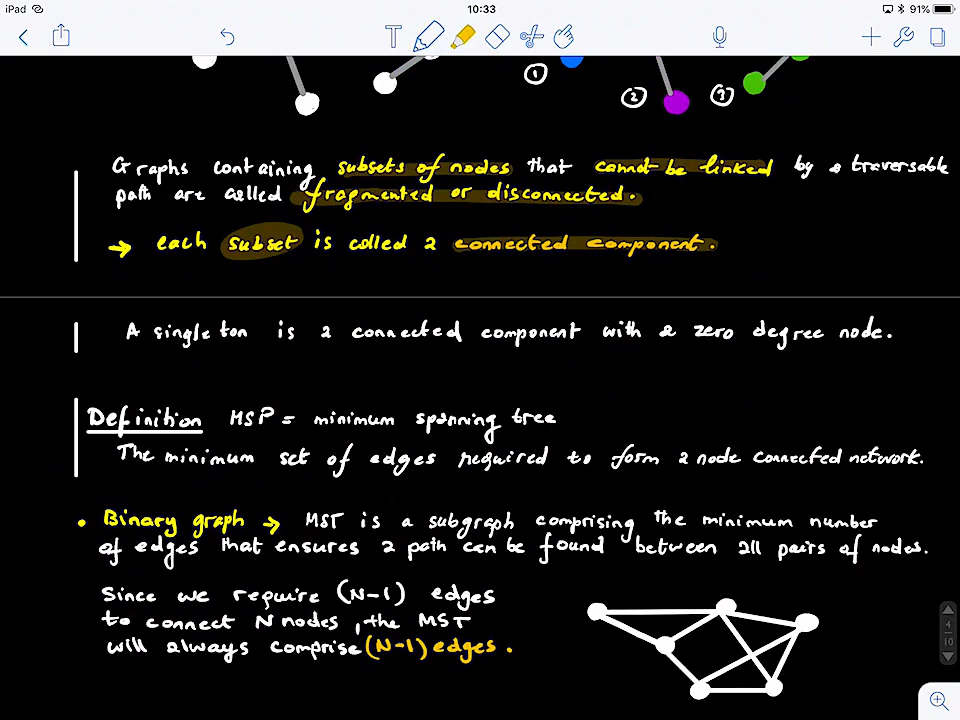 iPad 10:33 91%
T
① ② ③
Graphs containing subsets of nodes that cannot be linked by a traversable
path are called fragmented or disconnected.
→ each subset is called a connected component.
A singleton is a connected component with a zero degree node.
Definition MSP = minimum spanning tree
The minimum set of edges required to form a node connected network.
• Binary graph → MST is a subgraph comprising the minimum number
of edges that ensures a path can be found between all pairs of nodes.
Since we require (N-1) edges
to connect N nodes, the MST
will always comprise (N-1) edges.
4
10